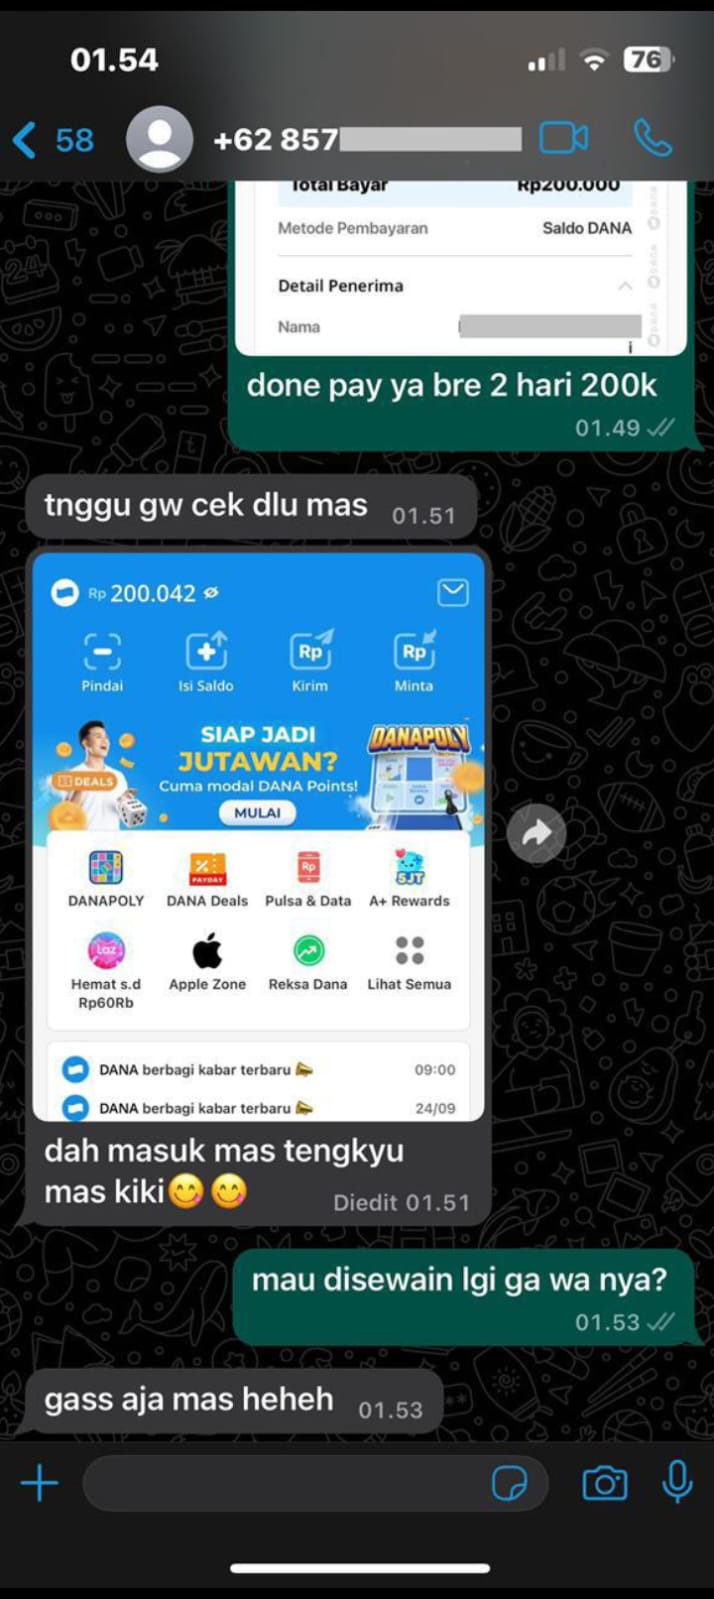 01.54
76
58
+62 857
Total Bayar Rp200.000
Metode Pembayaran Saldo DANA
Detail Penerima
Nama
i
done pay ya bre 2 hari 200k
01.49
tnggu gw cek dlu mas 01.51
Rp 200.042
Pindai Isi Saldo Kirim Minta
SIAP JADI
JUTAWAN?
Cuma modal DANA Points!
MULAI
DEALS
DANAPOLY
DANAPOLY DANA Deals Pulsa & Data A+ Rewards
Hemat s.d Apple Zone Reksa Dana Lihat Semua
Rp60Rb
DANA berbagi kabar terbaru 09:00
DANA berbagi kabar terbaru 24/09
dah masuk mas tengkyu
mas kiki😋😋 Diedit 01.51
mau disewain lgi ga wa nya?
01.53
gass aja mas heheh 01.53